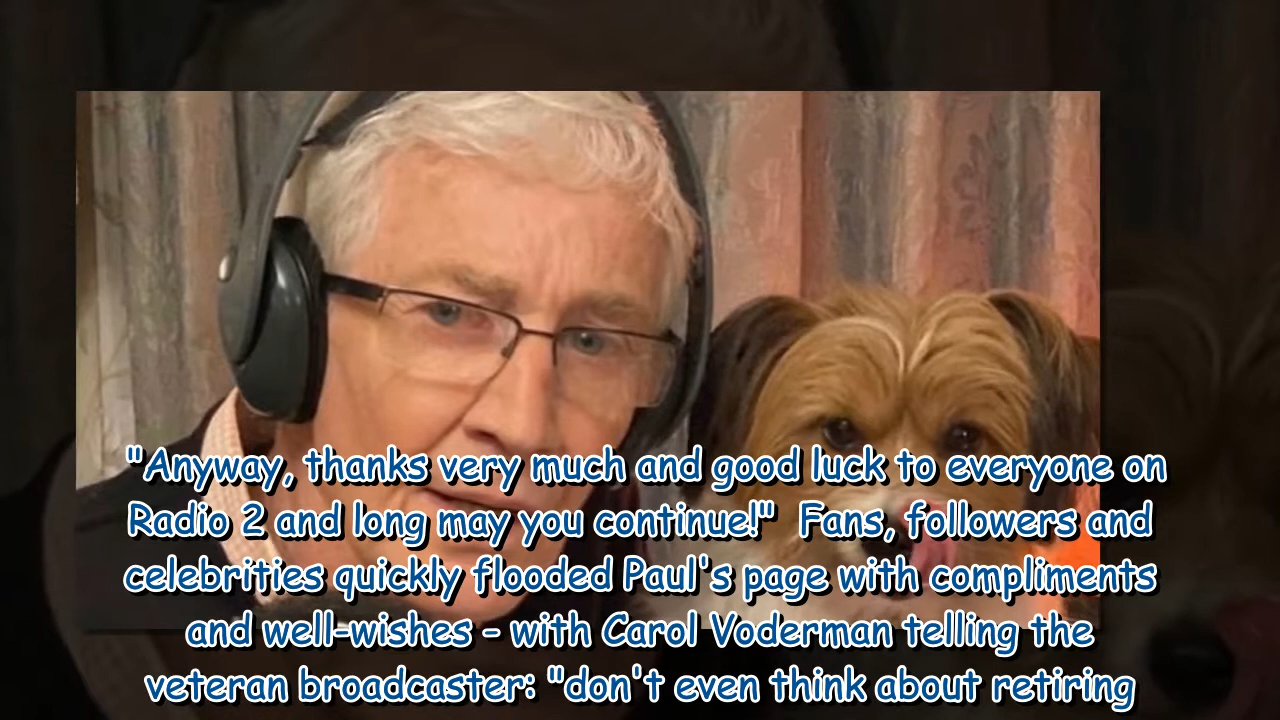 "Anyway, thanks very much and good luck to everyone on
Radio 2 and long may you continue!"  Fans, followers and
celebrities quickly flooded Paul's page with compliments
and well-wishes - with Carol Voderman telling the
veteran broadcaster: "don't even think about retiring